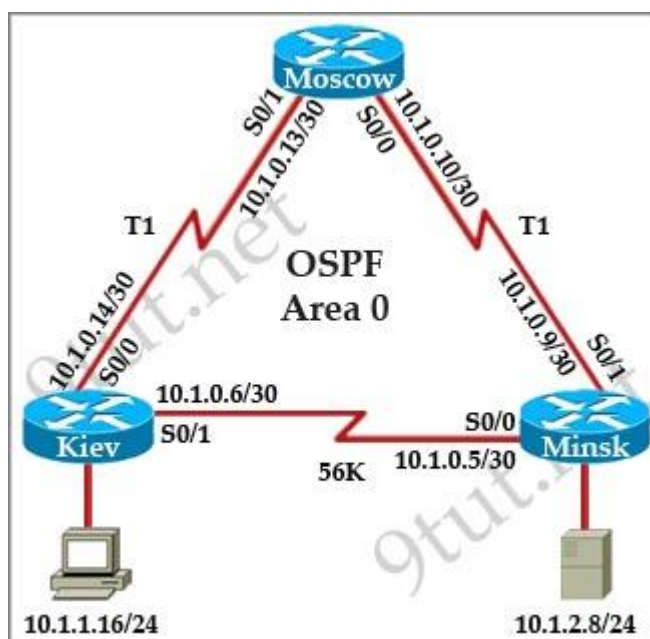 Moscow
S0/1
10.1.0.13/30
S0/0
10.1.0.10/30
T1
T1
OSPF
Area 0
10.1.0.14/30
S0/0
10.1.0.9/30
S0/1
10.1.0.6/30
S0/1
S0/0
10.1.0.5/30
Kiev
Minsk
56K
10.1.1.16/24
10.1.2.8/24
9tut.net
9tut.net